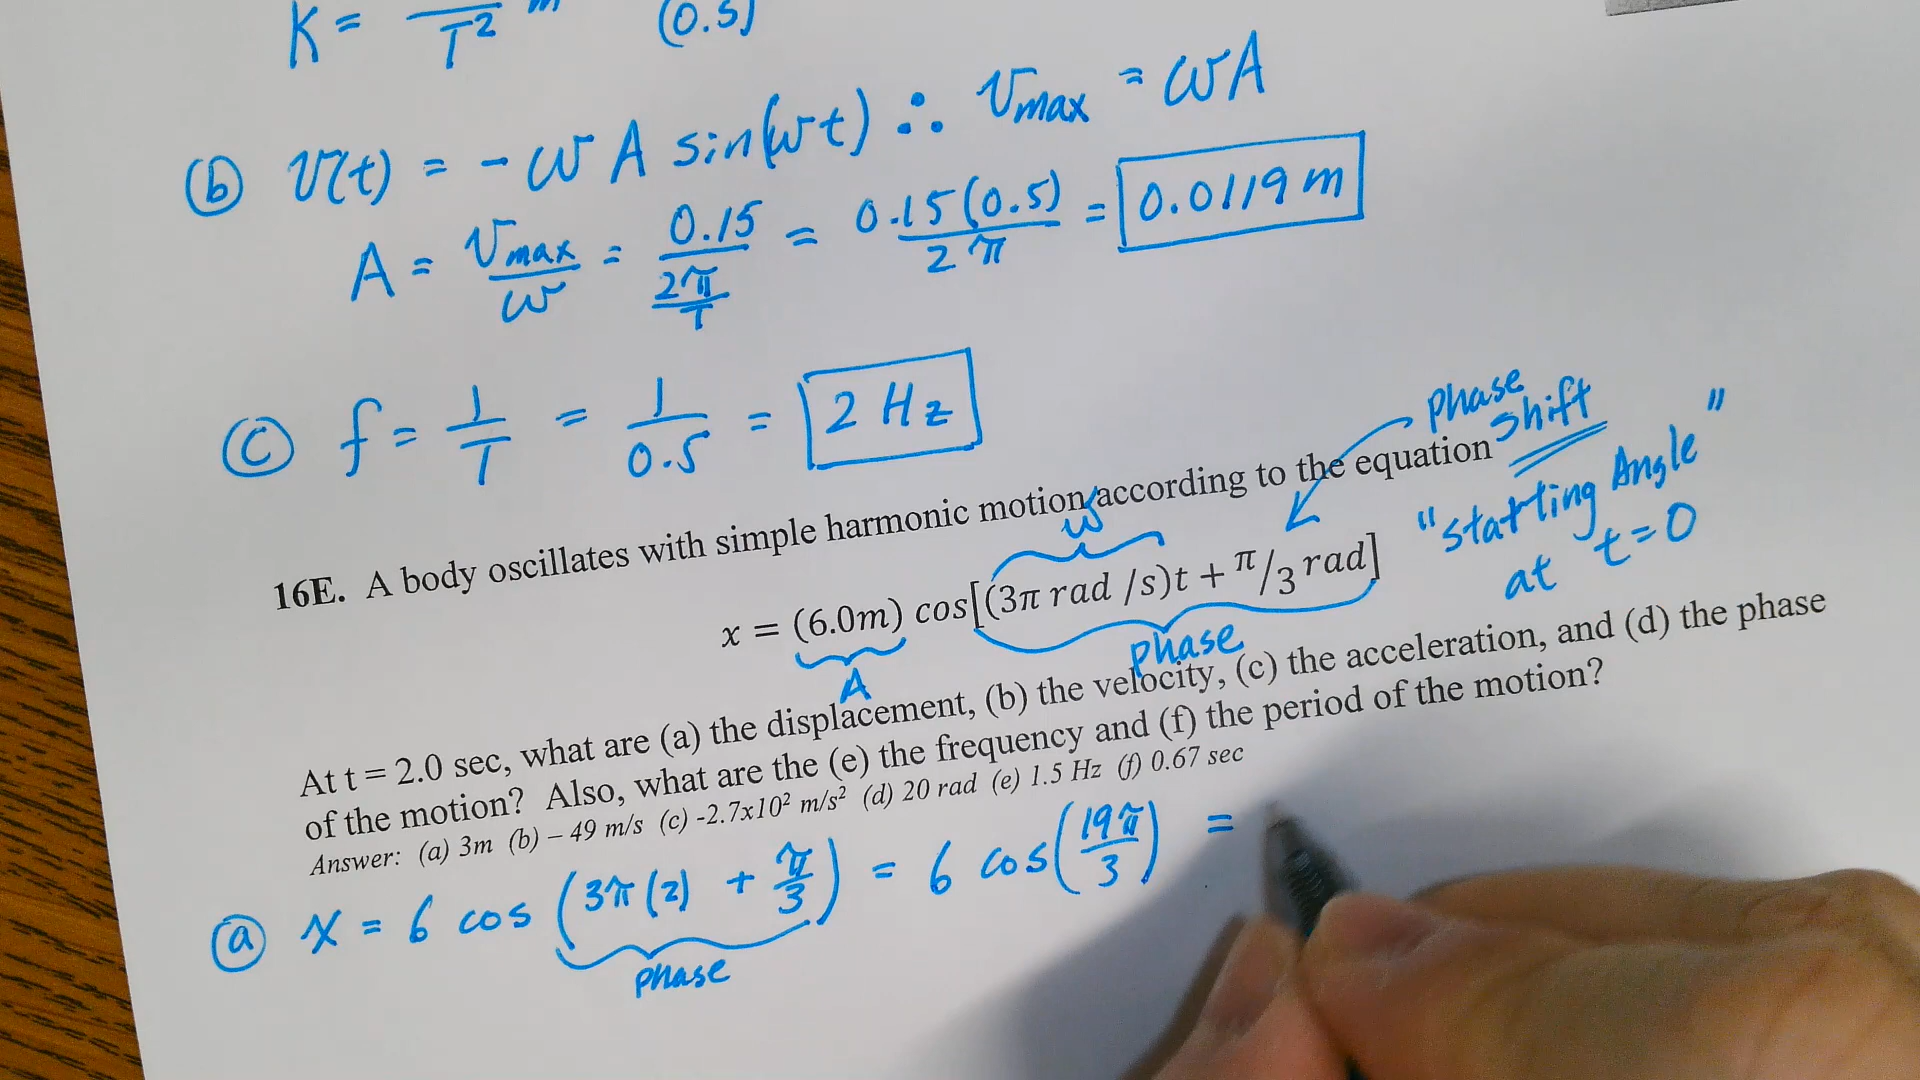 K = T² m (0.5)
(b) v(t) = -ωA sin(ωt) ∴ vmax = ωA
A = vmax/ω = 0.15/(2π/T) = 0.15(0.5)/2π = 0.0119 m
(c) f = 1/T = 1/0.5 = 2 Hz
phase shift
"starting Angle"
at t=0
16E. A body oscillates with simple harmonic motion according to the equation
ω
x = (6.0m) cos[(3π rad /s)t + π/3 rad]
A
phase
At t = 2.0 sec, what are (a) the displacement, (b) the velocity, (c) the acceleration, and (d) the phase
of the motion? Also, what are the (e) the frequency and (f) the period of the motion?
Answer: (a) 3m (b) – 49 m/s (c) -2.7x10² m/s² (d) 20 rad (e) 1.5 Hz (f) 0.67 sec
(a) x = 6 cos (3π(2) + π/3) = 6 cos(19π/3) =
phase